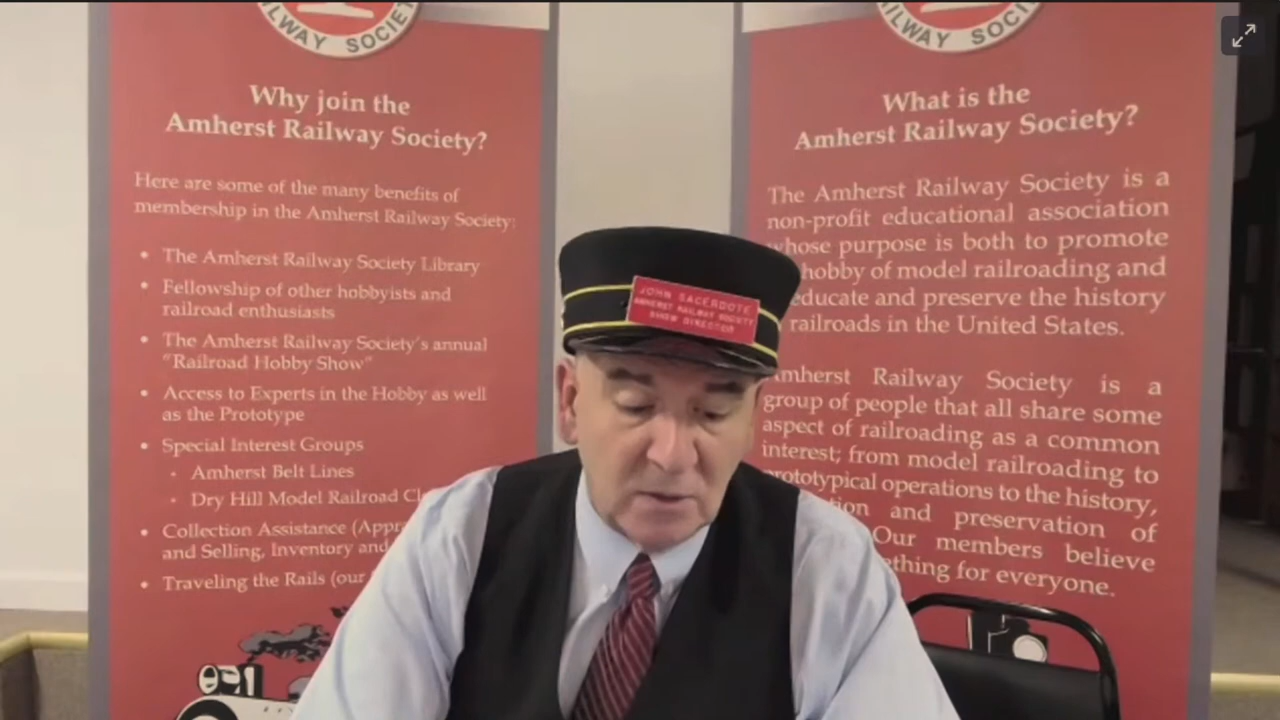 RAILWAY SOCIETY
Why join the
Amherst Railway Society?
Here are some of the many benefits of
membership in the Amherst Railway Society:
• The Amherst Railway Society Library
• Fellowship of other hobbyists and
railroad enthusiasts
• The Amherst Railway Society's annual
"Railroad Hobby Show"
• Access to Experts in the Hobby as well
as the Prototype
• Special Interest Groups
- Amherst Belt Lines
- Dry Hill Model Railroad
• Collection Assistance
and Selling, Inventory and
• Traveling the Rails (our
JOHN SACERDOTE
AMHERST RAILWAY SOCIETY
SHOW DIRECTOR
RAILWAY SOC
What is the
Amherst Railway Society?
The Amherst Railway Society is a
non-profit educational association
whose purpose is both to promote
hobby of model railroading and
educate and preserve the history
railroads in the United States.
Amherst Railway Society is a
group of people that all share some
aspect of railroading as a common
interest; from model railroading to
prototypical operations to the history,
and preservation of
Our members believe
for everyone.